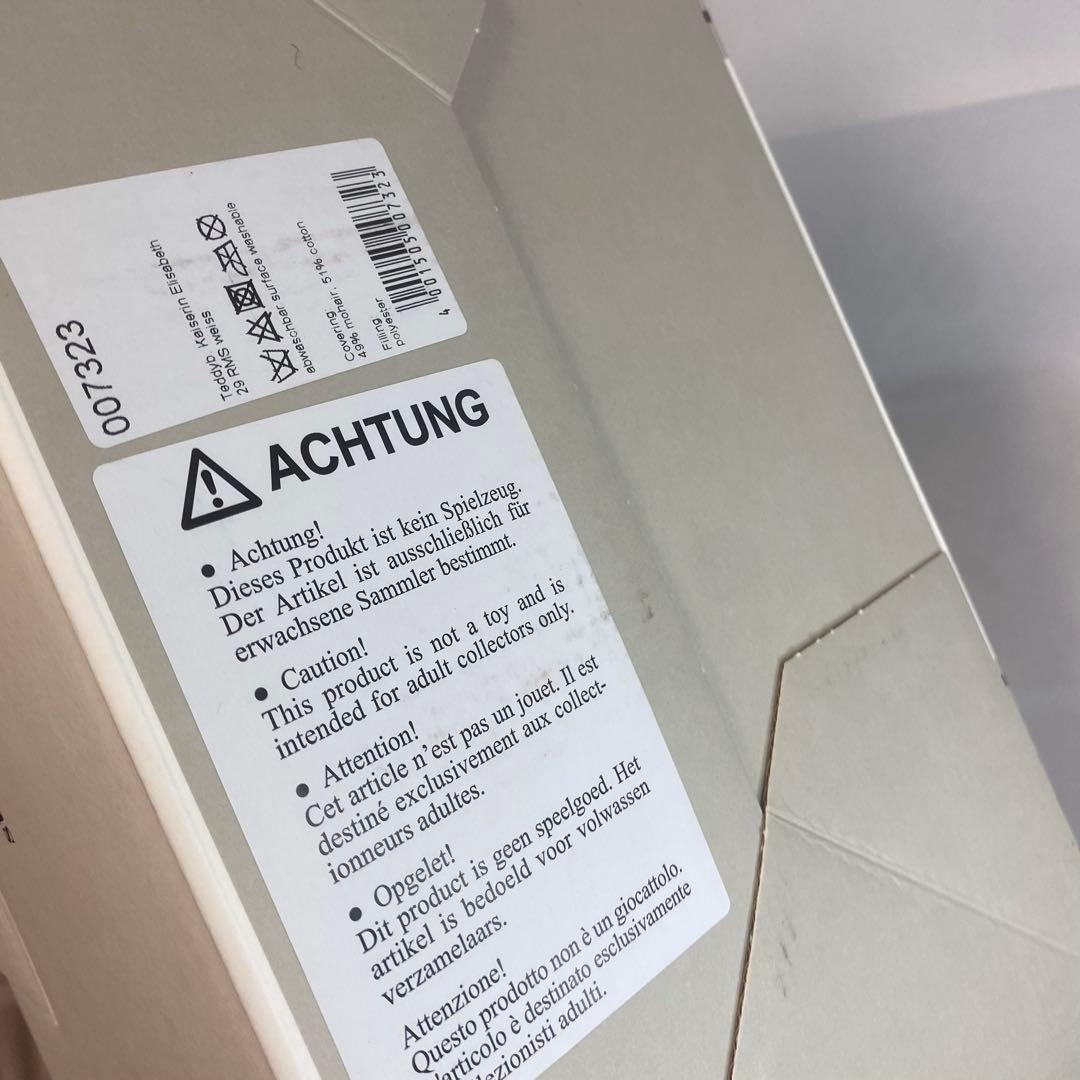 007323
Teddyb Kaiserin Elisabeth
29 RMS weiss
abwaschbar surface washable
Covering
49% mohair, 51% cotton
Filling
polyester
4 001505 007323
ACHTUNG
• Achtung!
Dieses Produkt ist kein Spielzeug.
Der Artikel ist ausschließlich für
erwachsene Sammler bestimmt.
• Caution!
This product is not a toy and is
intended for adult collectors only.
• Attention!
Cet article n'est pas un jouet. Il est
destiné exclusivement aux collect-
ionneurs adultes.
• Opgelet!
Dit product is geen speelgoed. Het
artikel is bedoeld voor volwassen
verzamelaars.
Attenzione!
Questo prodotto non è un giocattolo.
l'articolo è destinato esclusivamente
lezionisti adulti.